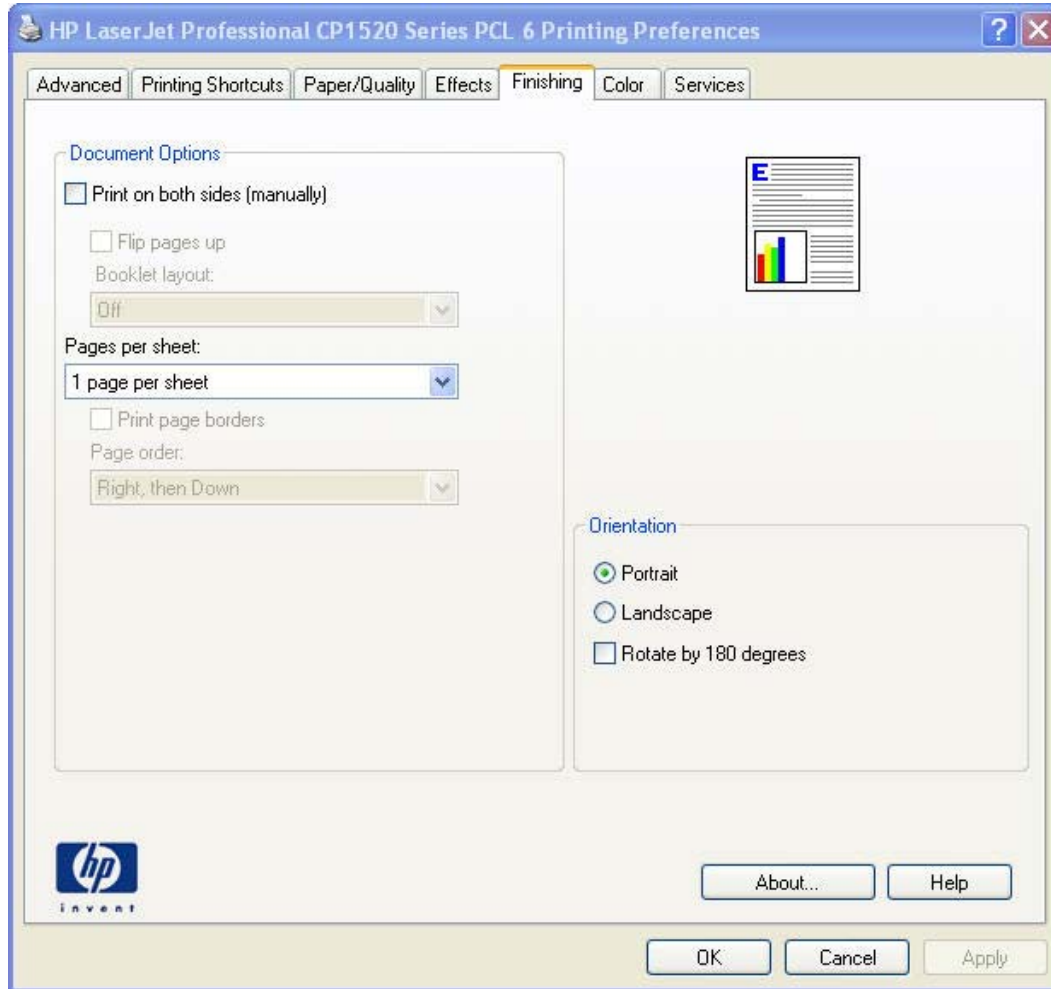 HP LaserJet Professional CP1520 Series PCL 6 Printing Preferences
Advanced Printing Shortcuts Paper/Quality Effects Finishing Color Services
Document Options
Print on both sides (manually)
Flip pages up
Booklet layout:
Off
Pages per sheet:
1 page per sheet
Print page borders
Page order:
Right, then Down
E
Orientation
Portrait
Landscape
Rotate by 180 degrees
hp
invent
About... Help
OK Cancel Apply